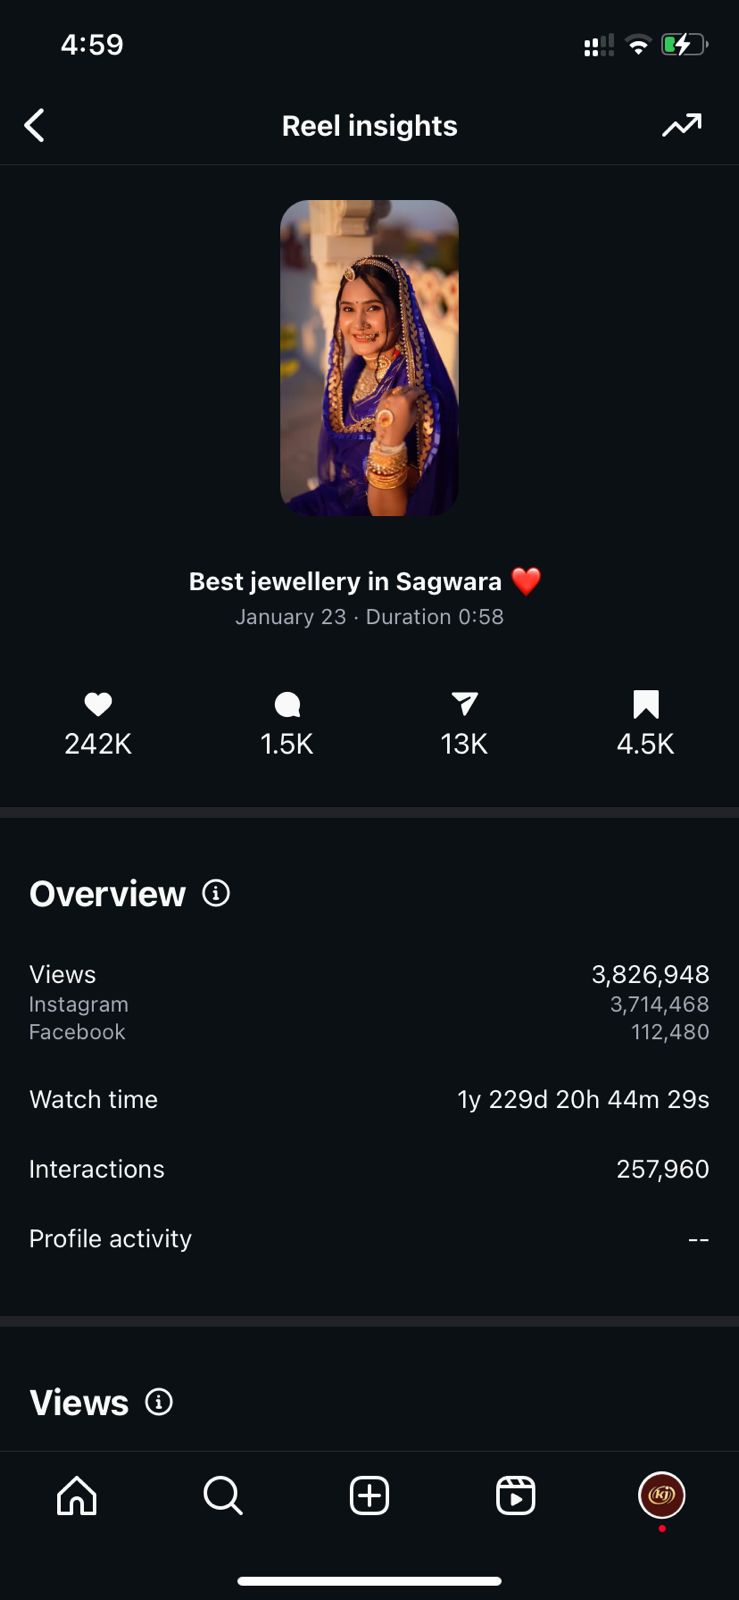 4:59
Reel insights
Best jewellery in Sagwara ❤️
January 23 · Duration 0:58
242K 1.5K 13K 4.5K
Overview
Views 3,826,948
Instagram 3,714,468
Facebook 112,480
Watch time 1y 229d 20h 44m 29s
Interactions 257,960
Profile activity --
Views
kj